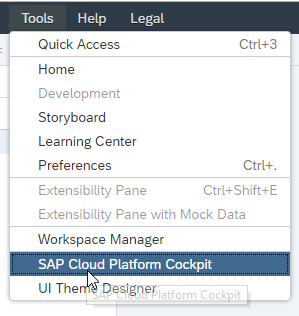 Tools Help Legal
Quick Access Ctrl+3
Home
Development
Storyboard
Learning Center
Preferences Ctrl+.
Extensibility Pane Ctrl+Shift+E
Extensibility Pane with Mock Data
Workspace Manager
SAP Cloud Platform Cockpit
UI Theme Designer
SAP Cloud Platform Cockpit